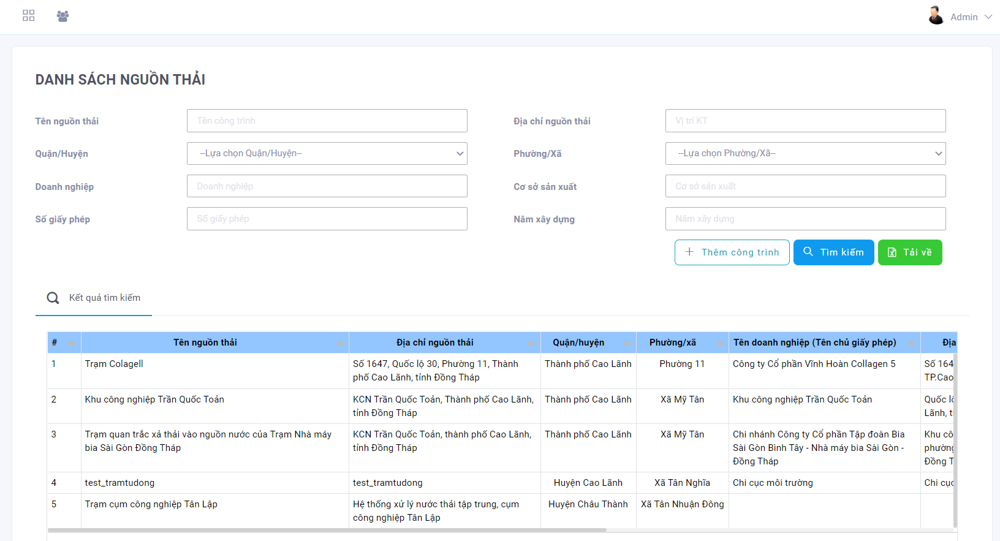 Admin
DANH SÁCH NGUỒN THẢI
Tên nguồn thải
Tên công trình
Địa chỉ nguồn thải
Vị trí KT
Quận/Huyện
--Lựa chọn Quận/Huyện--
Phường/Xã
--Lựa chọn Phường/Xã--
Doanh nghiệp
Doanh nghiệp
Cơ sở sản xuất
Cơ sở sản xuất
Số giấy phép
Số giấy phép
Năm xây dựng
Năm xây dựng
Thêm công trình
Tìm kiếm
Tải về
Kết quả tìm kiếm
# Tên nguồn thải Địa chỉ nguồn thải Quận/huyện Phường/xã Tên doanh nghiệp (Tên chủ giấy phép) Địa
1 Trạm Colagell Số 1647, Quốc lộ 30, Phường 11, Thành Thành phố Cao Lãnh Phường 11 Công ty Cổ phần Vĩnh Hoàn Collagen 5 Số 164
phố Cao Lãnh, tỉnh Đồng Tháp TP.Cao
2 Khu công nghiệp Trần Quốc Toản KCN Trần Quốc Toản, Thành phố Cao Lãnh, Thành phố Cao Lãnh Xã Mỹ Tân Khu công nghiệp Trần Quốc Toản Quốc lộ
tỉnh Đồng Tháp Lãnh, t
3 Trạm quan trắc xả thải vào nguồn nước của Trạm Nhà máy KCN Trần Quốc Toản, thành phố Cao Lãnh, Thành phố Cao Lãnh Xã Mỹ Tân Chi nhánh Công ty Cổ phần Tập đoàn Bia Khu cô
bia Sài Gòn Đồng Tháp tỉnh Đồng Tháp Sài Gòn Bình Tây - Nhà máy bia Sài Gòn - phường
Đồng Tháp Đồng T
4 test_tramtudong test_tramtudong Huyện Cao Lãnh Xã Tân Nghĩa Chi cục môi trường Chi cục
5 Trạm cụm công nghiệp Tân Lập Hệ thống xử lý nước thải tập trung, cụm Huyện Châu Thành Xã Tân Nhuận Đông
công nghiệp Tân Lập